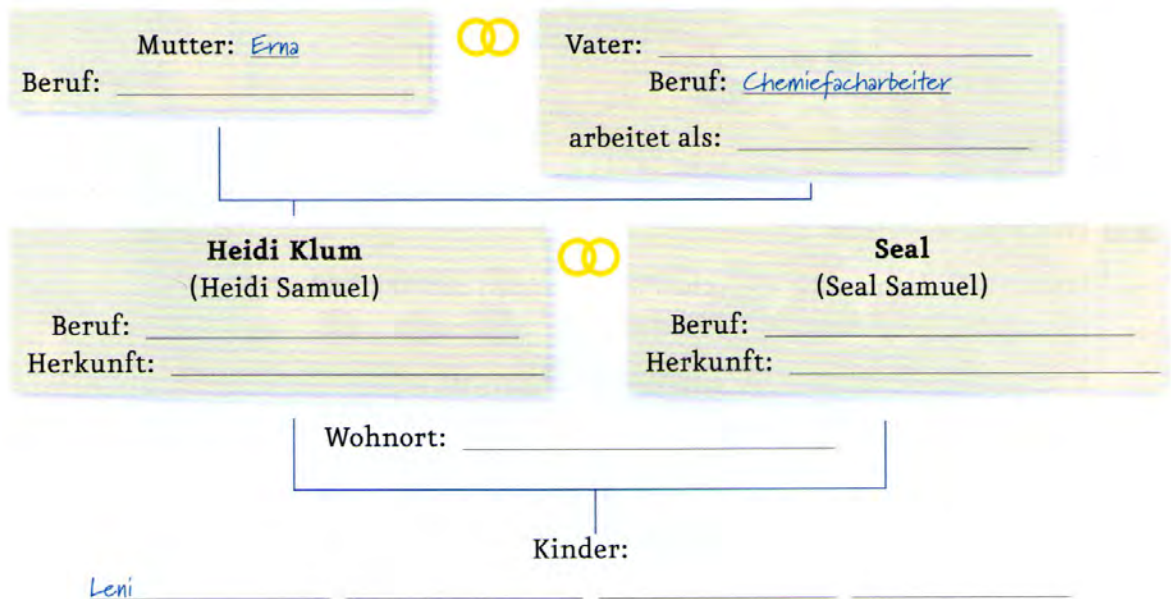 Mutter: Erna
Beruf:
Vater:
Beruf: Chemiefacharbeiter
arbeitet als:
Heidi Klum
(Heidi Samuel)
Beruf:
Herkunft:
Seal
(Seal Samuel)
Beruf:
Herkunft:
Wohnort:
Kinder:
Leni